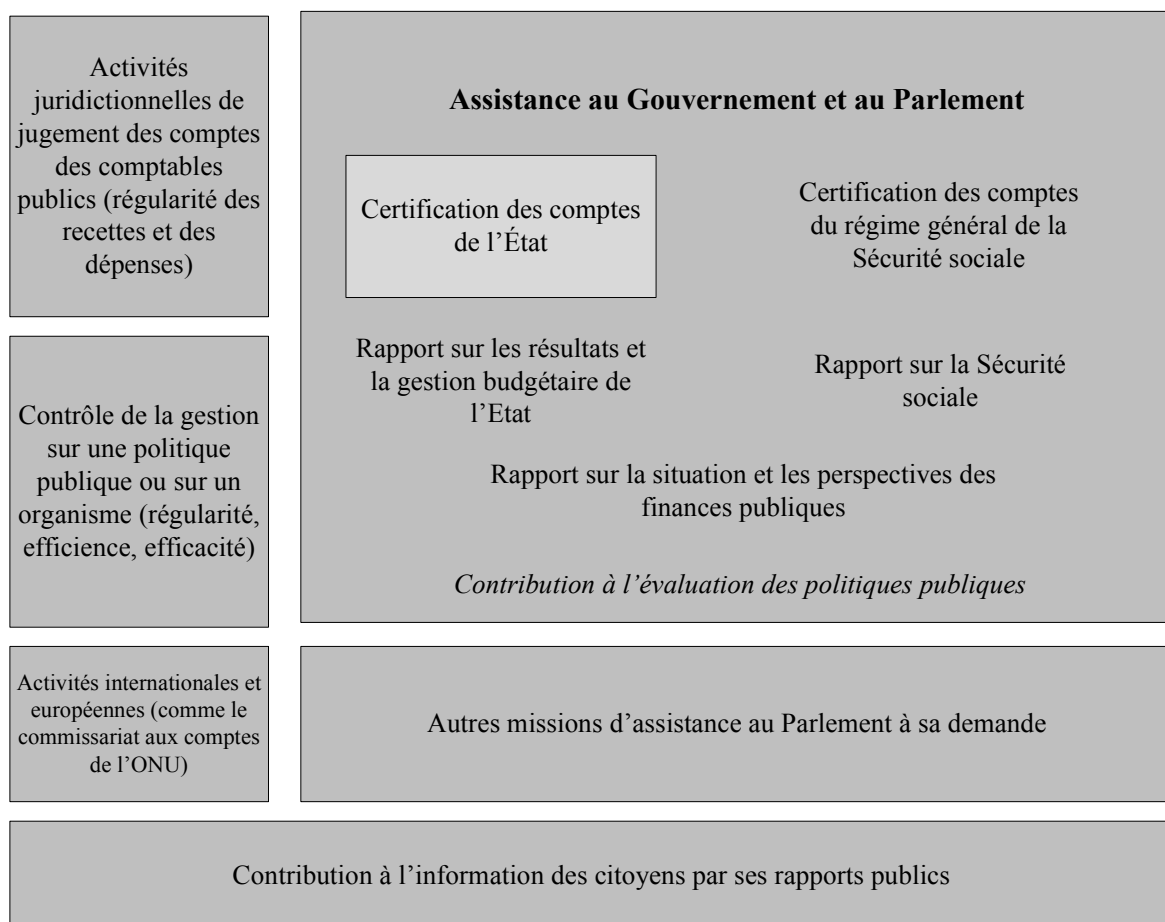 Activités
juridictionnelles de
jugement des comptes
des comptables
publics (régularité des
recettes et des
dépenses)
Contrôle de la gestion
sur une politique
publique ou sur un
organisme (régularité,
efficience, efficacité)
Activités internationales et
européennes (comme le
commissariat aux comptes
de l’ONU)
Assistance au Gouvernement et au Parlement
Certification des comptes
de l’État
Certification des comptes
du régime général de la
Sécurité sociale
Rapport sur les résultats et
la gestion budgétaire de
l’Etat
Rapport sur la Sécurité
sociale
Rapport sur la situation et les perspectives des
finances publiques
Contribution à l’évaluation des politiques publiques
Autres missions d’assistance au Parlement à sa demande
Contribution à l’information des citoyens par ses rapports publics